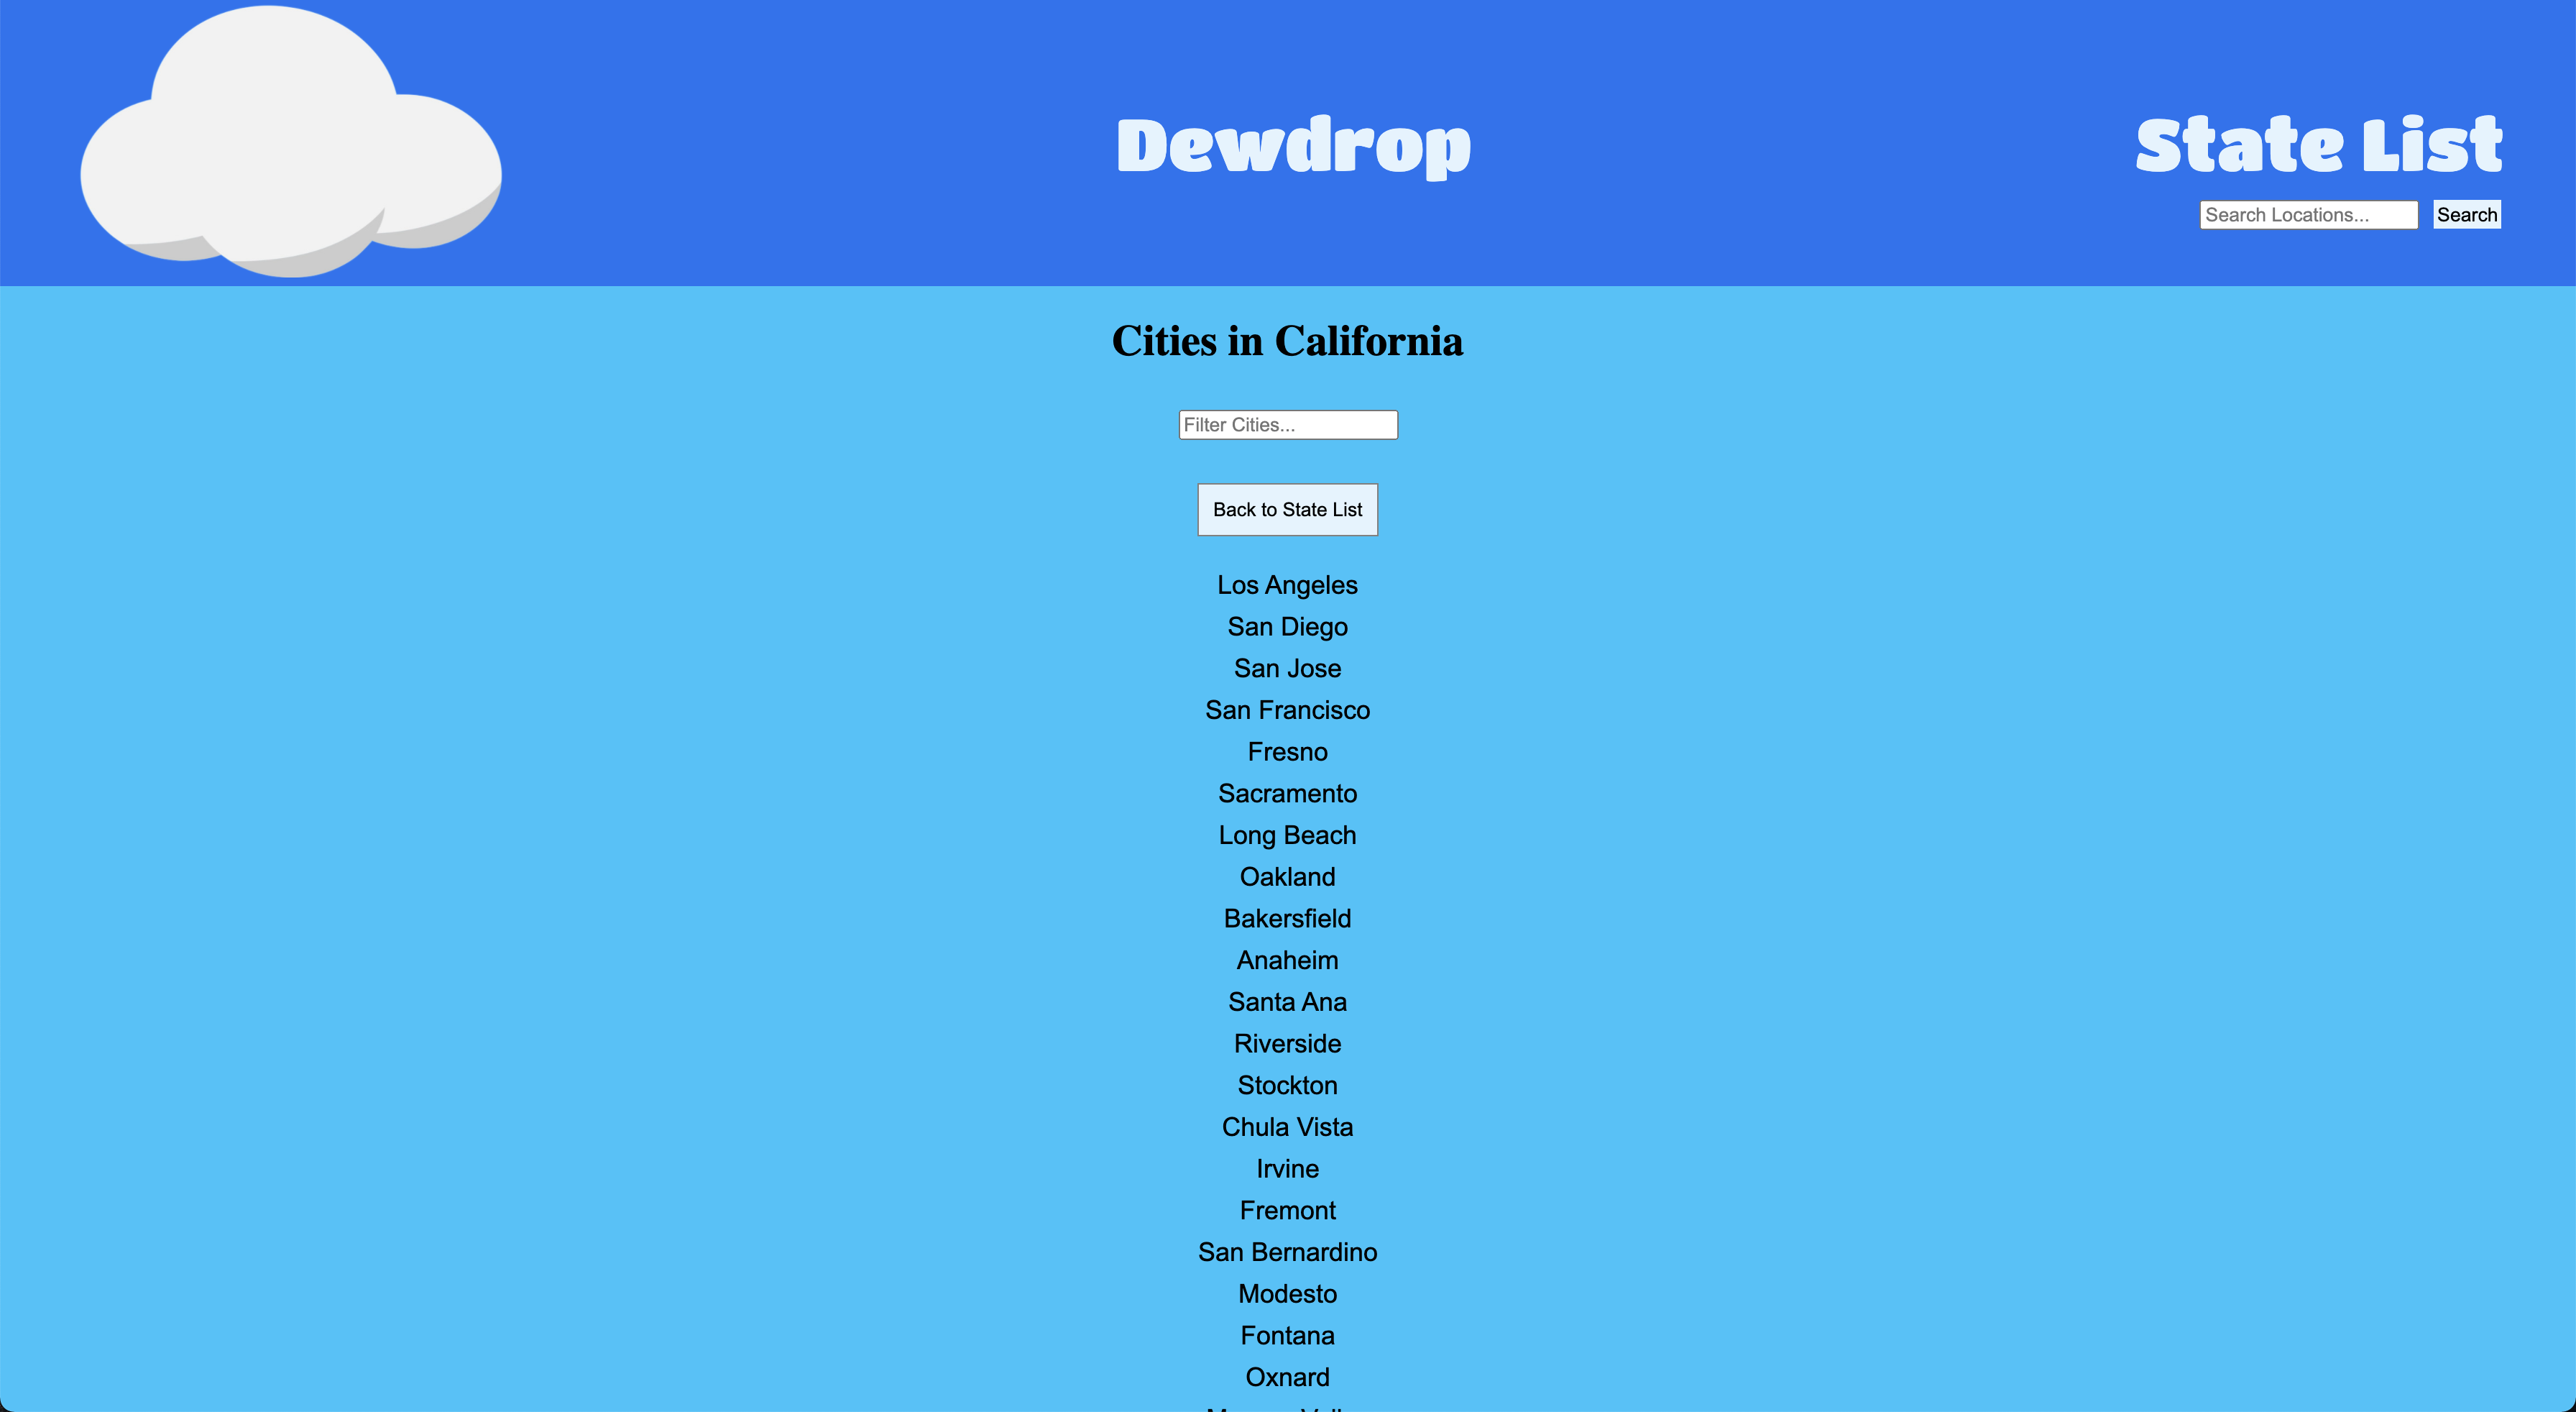 Dewdrop
State List
Search Locations...
Search
Cities in California
Filter Cities...
Back to State List
Los Angeles
San Diego
San Jose
San Francisco
Fresno
Sacramento
Long Beach
Oakland
Bakersfield
Anaheim
Santa Ana
Riverside
Stockton
Chula Vista
Irvine
Fremont
San Bernardino
Modesto
Fontana
Oxnard